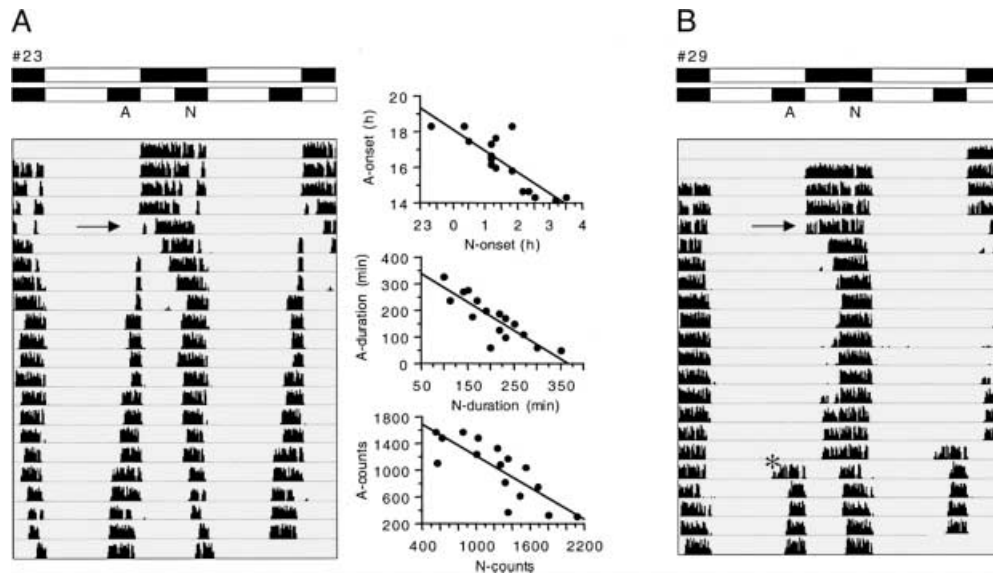 A
B
#23
#29
A N
A N
20
18
16
14
A-onset (h)
23 0 1 2 3 4
N-onset (h)
400
300
200
100
0
A-duration (min)
50 150 250 350
N-duration (min)
1800
1400
1000
600
200
A-counts
400 1000 1600 2200
N-counts
*